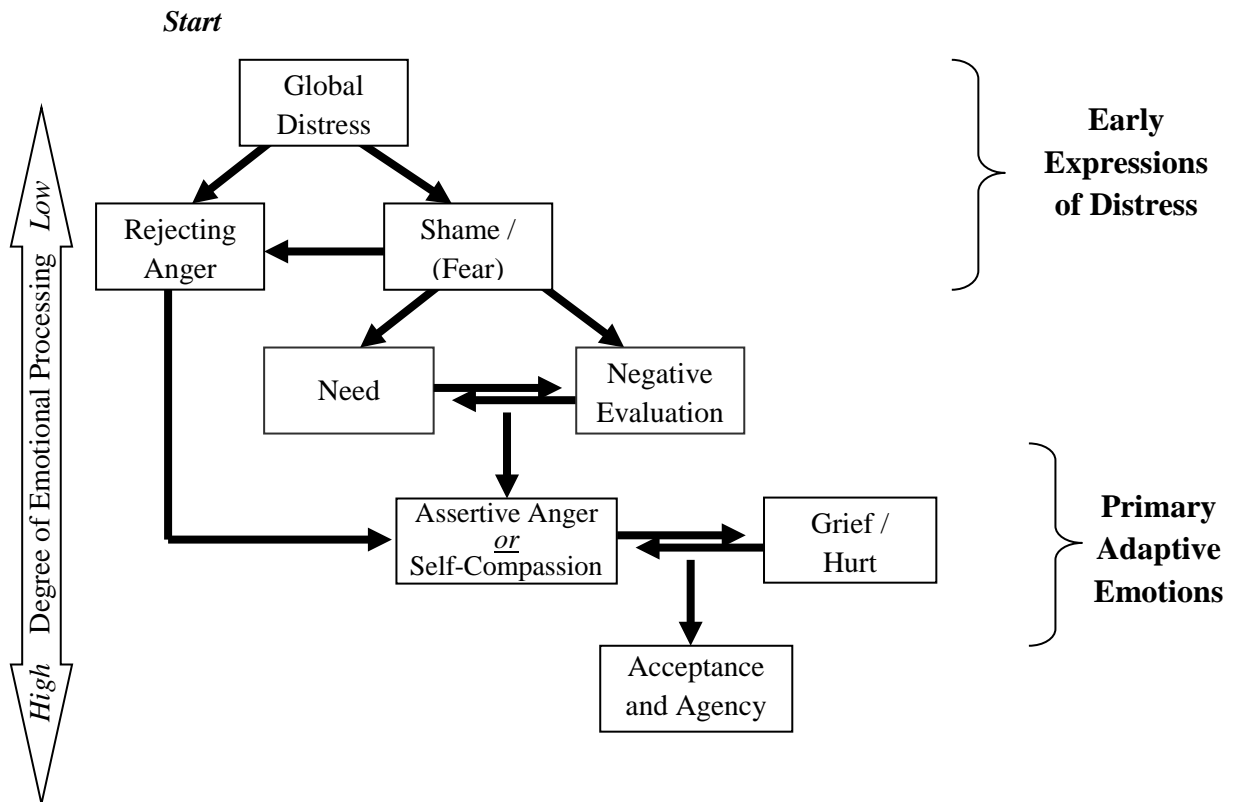 Start
Global
Distress
Early
Expressions
of Distress
Rejecting
Anger
Shame /
(Fear)
Low
Degree of Emotional Processing
High
Need
Negative
Evaluation
Assertive Anger
or
Self-Compassion
Grief /
Hurt
Primary
Adaptive
Emotions
Acceptance
and Agency